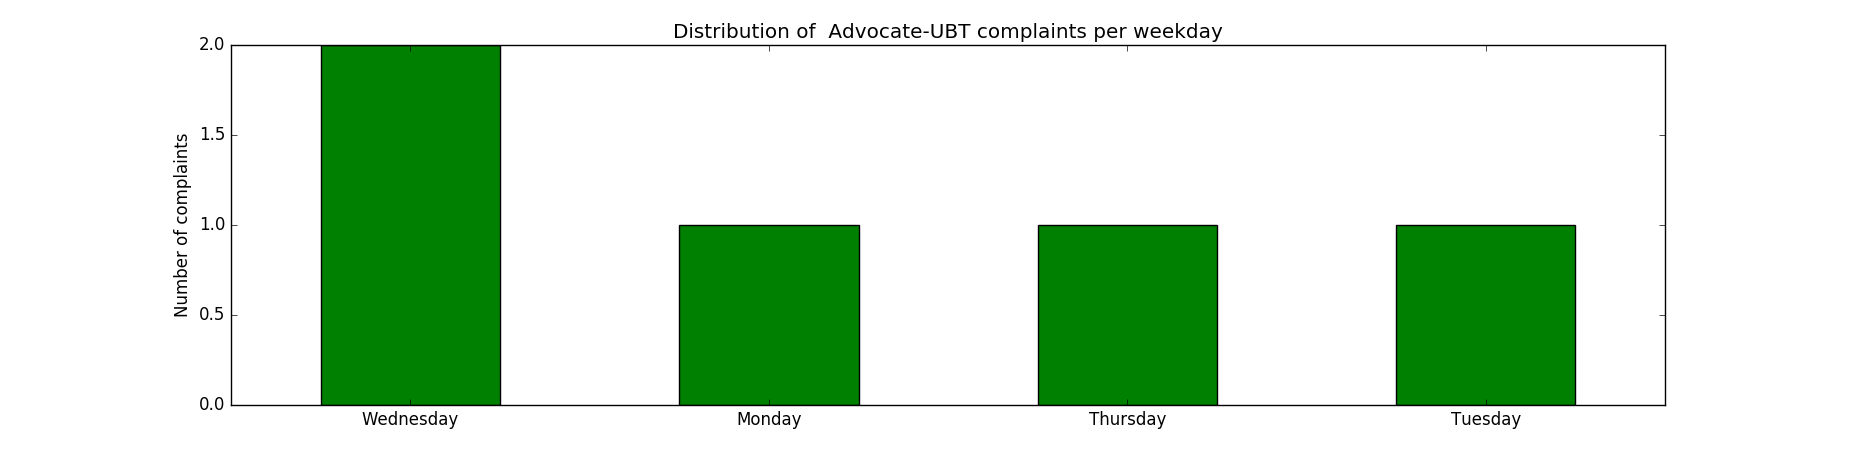 Distribution of  Advocate-UBT complaints per weekday
Number of complaints
2.0
1.5
1.0
0.5
0.0
Wednesday Monday Thursday Tuesday